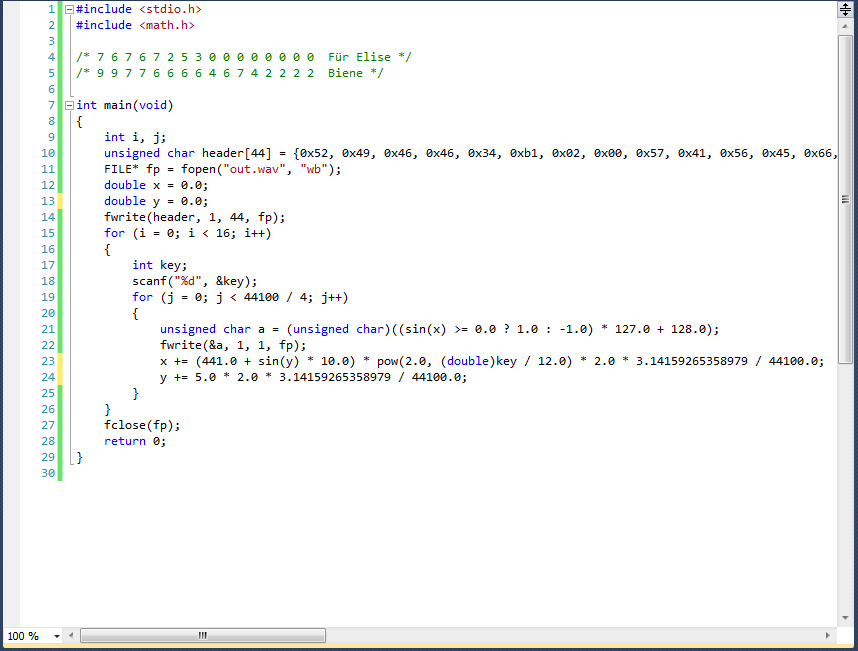 1 #include <stdio.h>
2 #include <math.h>
3
4 /* 7 6 7 6 7 2 5 3 0 0 0 0 0 0 0 0  Für Elise */
5 /* 9 9 7 7 6 6 6 6 4 6 7 4 2 2 2 2  Biene */
6
7 int main(void)
8 {
9     int i, j;
10     unsigned char header[44] = {0x52, 0x49, 0x46, 0x46, 0x34, 0xb1, 0x02, 0x00, 0x57, 0x41, 0x56, 0x45, 0x66,
11     FILE* fp = fopen("out.wav", "wb");
12     double x = 0.0;
13     double y = 0.0;
14     fwrite(header, 1, 44, fp);
15     for (i = 0; i < 16; i++)
16     {
17         int key;
18         scanf("%d", &key);
19         for (j = 0; j < 44100 / 4; j++)
20         {
21             unsigned char a = (unsigned char)((sin(x) >= 0.0 ? 1.0 : -1.0) * 127.0 + 128.0);
22             fwrite(&a, 1, 1, fp);
23             x += (441.0 + sin(y) * 10.0) * pow(2.0, (double)key / 12.0) * 2.0 * 3.14159265358979 / 44100.0;
24             y += 5.0 * 2.0 * 3.14159265358979 / 44100.0;
25         }
26     }
27     fclose(fp);
28     return 0;
29 }
30
100 %